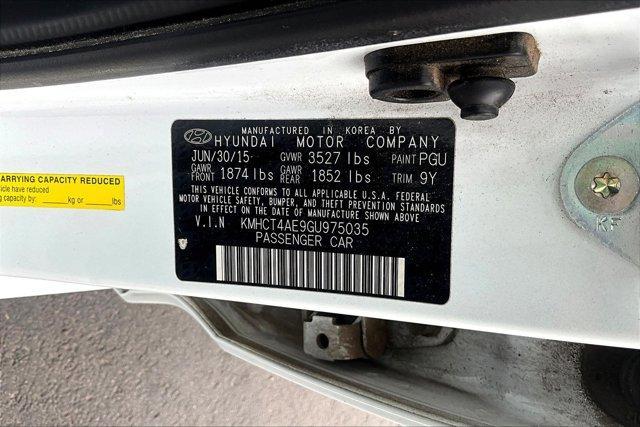 MANUFACTURED IN KOREA BY
HYUNDAI MOTOR COMPANY
JUN/30/15 GVWR 3527 lbs PAINT PGU
GAWR FRONT 1874 lbs GAWR REAR 1852 lbs TRIM 9Y
THIS VEHICLE CONFORMS TO ALL APPLICABLE U.S.A. FEDERAL
MOTOR VEHICLE SAFETY, BUMPER, AND THEFT PREVENTION STANDARDS
IN EFFECT ON THE DATE OF MANUFACTURE SHOWN ABOVE.
V.I.N KMHCT4AE9GU975035
PASSENGER CAR
CARRYING CAPACITY REDUCED
have reduced
capacity by: kg or lbs
KF